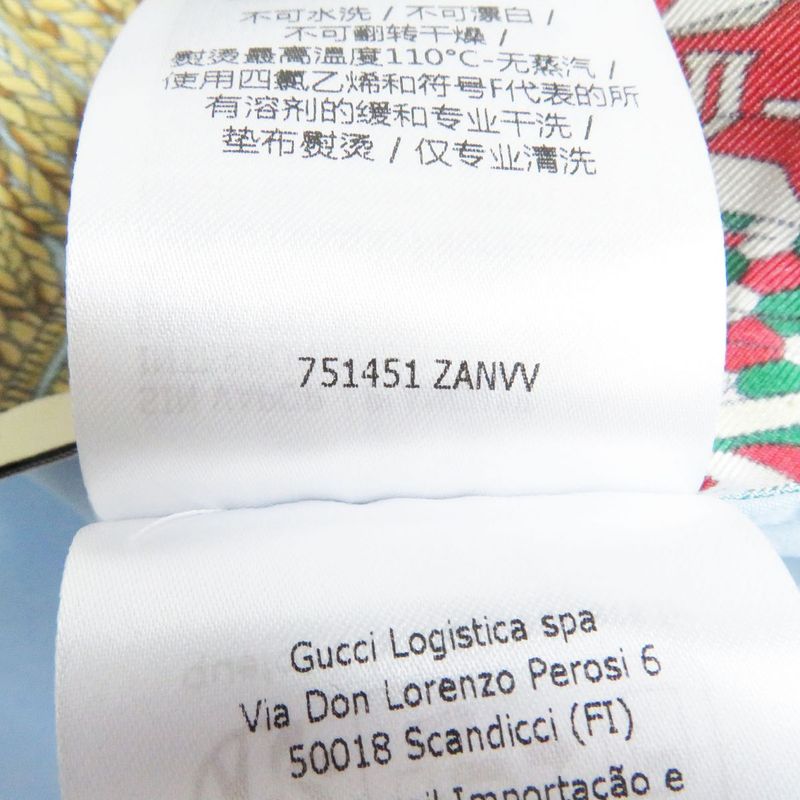 不可水洗 / 不可漂白 /
不可翻转干燥 /
熨烫最高温度110°C-无蒸汽 /
使用四氯乙烯和符号F代表的所
有溶剂的缓和专业干洗 /
垫布熨烫 / 仅专业清洗
751451 ZANVV
Gucci Logistica spa
Via Don Lorenzo Perosi 6
50018 Scandicci (FI)
Importação e